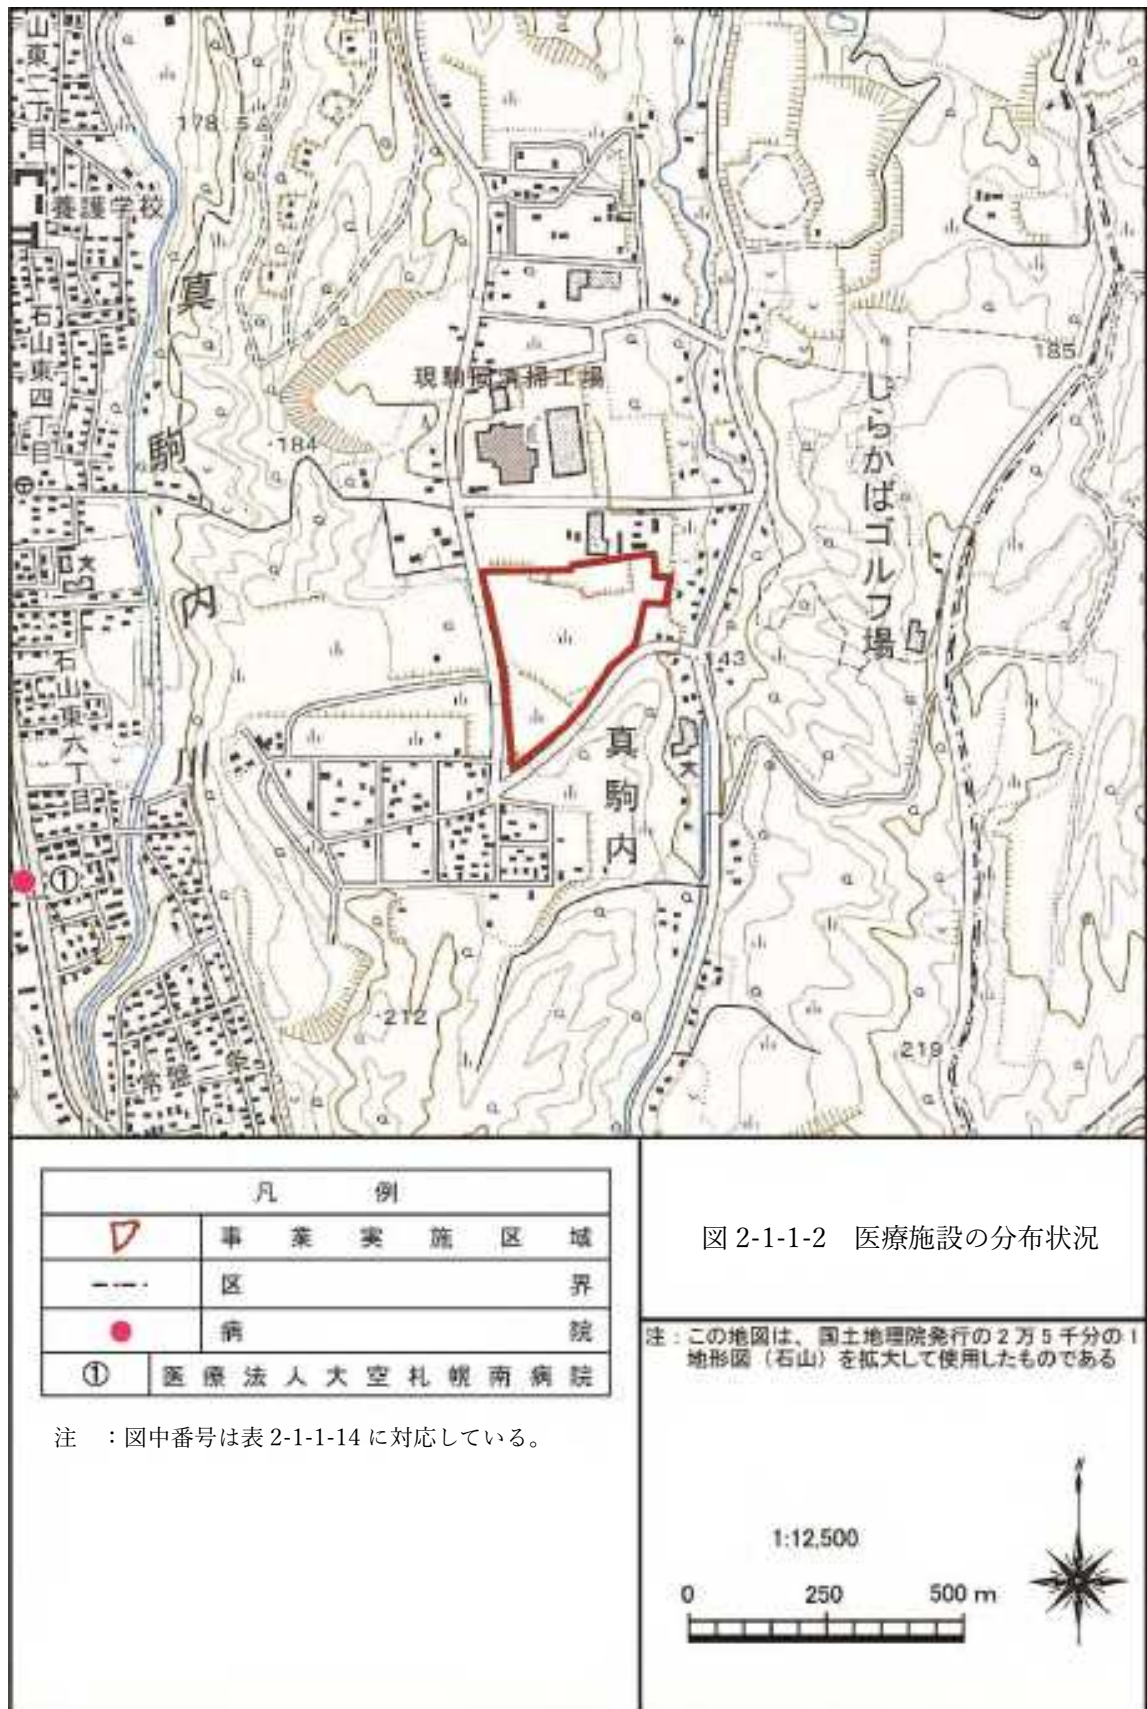 山東二丁目
178.5
養護学校
真駒内川
石山東四丁目
184
現駒岡清掃工場
185
しらかばゴルフ場
文
石山東六丁目
143
真駒内
文
①
212
219
常盤
凡 例
事業実施区域
区界
病院
① 医療法人大空札幌南病院
注 :図中番号は表 2-1-1-14 に対応している。
図 2-1-1-2 医療施設の分布状況
注:この地図は、国土地理院発行の2万5千分の1
地形図(石山)を拡大して使用したものである
N
1:12,500
0 250 500 m